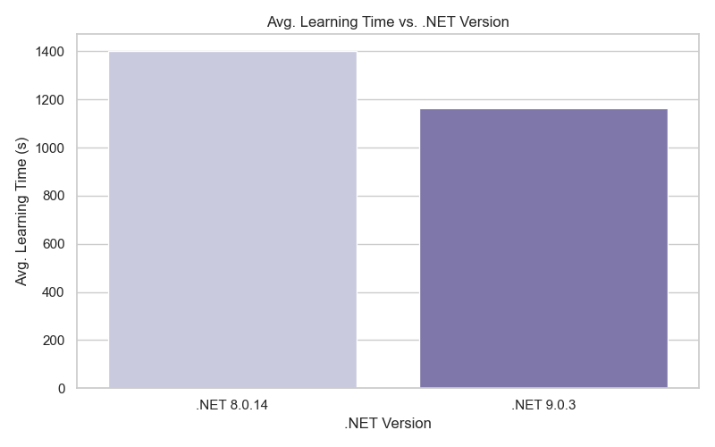 Avg. Learning Time vs. .NET Version
Avg. Learning Time (s)
1400
1200
1000
800
600
400
200
0
.NET 8.0.14
.NET 9.0.3
.NET Version